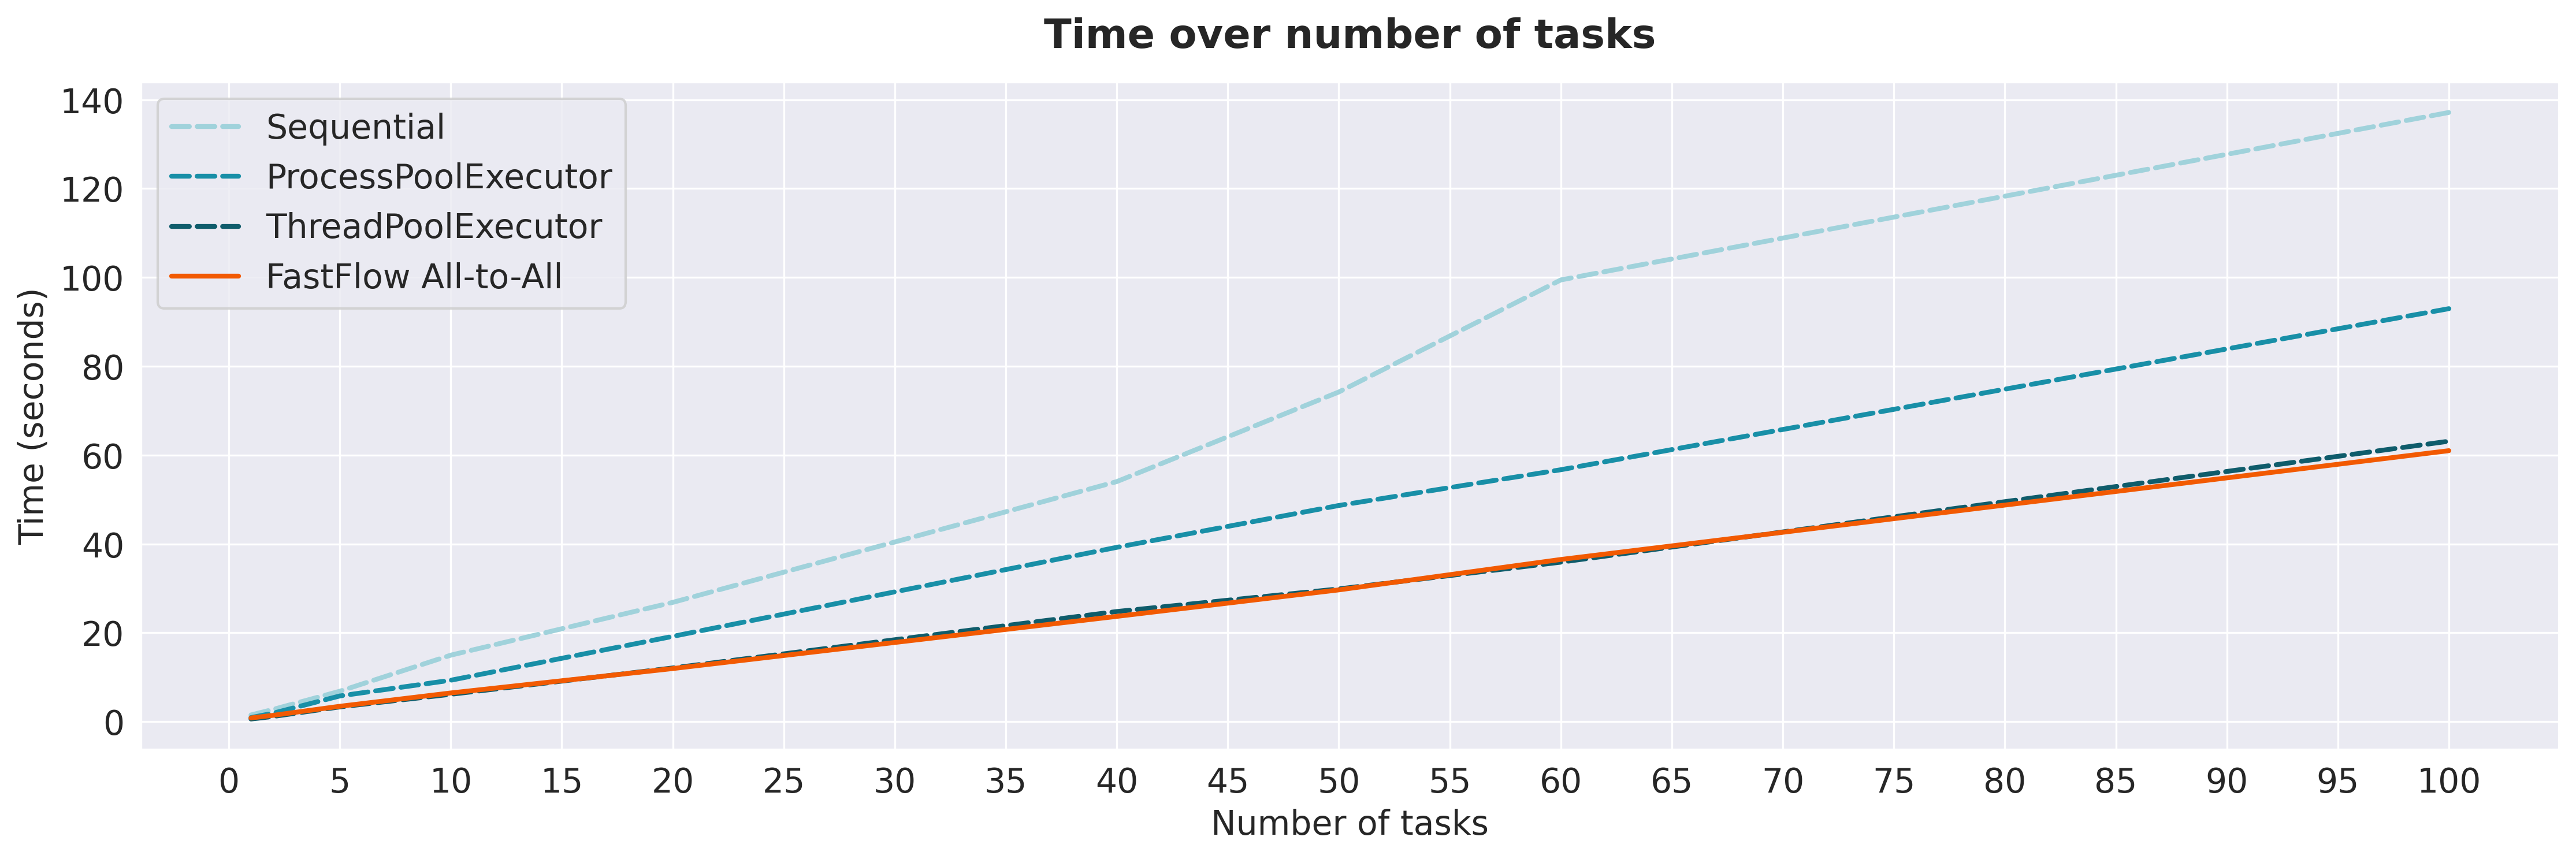 Time over number of tasks
Sequential
ProcessPoolExecutor
ThreadPoolExecutor
FastFlow All-to-All
Time (seconds)
140
120
100
80
60
40
20
0
0 5 10 15 20 25 30 35 40 45 50 55 60 65 70 75 80 85 90 95 100
Number of tasks